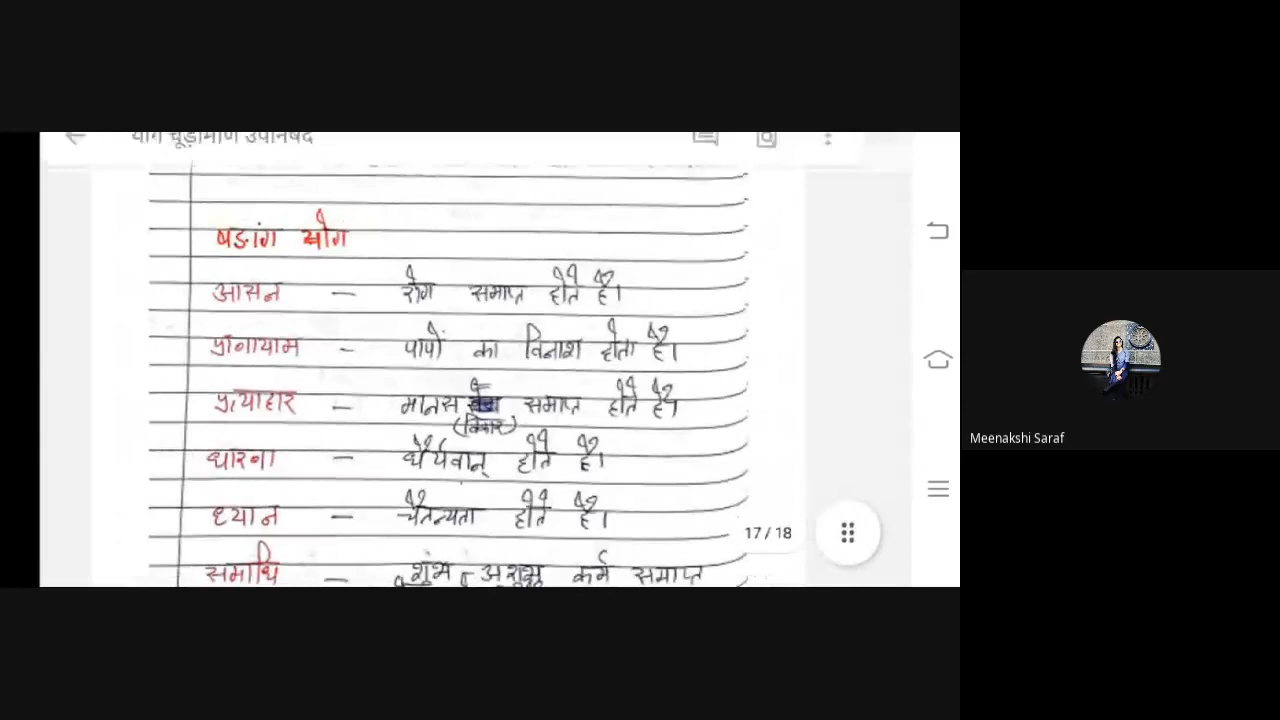 योग चूड़ामणि उपनिषद
षडांग योग
आसन – रोग समाप्त होते है।
प्रानायाम – पापों का विनाश होता है।
प्रत्याहार – मानस समाप्त होते है।
(विकार)
धारना – धैर्यवान् होते है।
ध्यान – चैतन्यता होते है।
17 / 18
समाधि – शुभ अशुभ कर्म समाप्त
Meenakshi Saraf